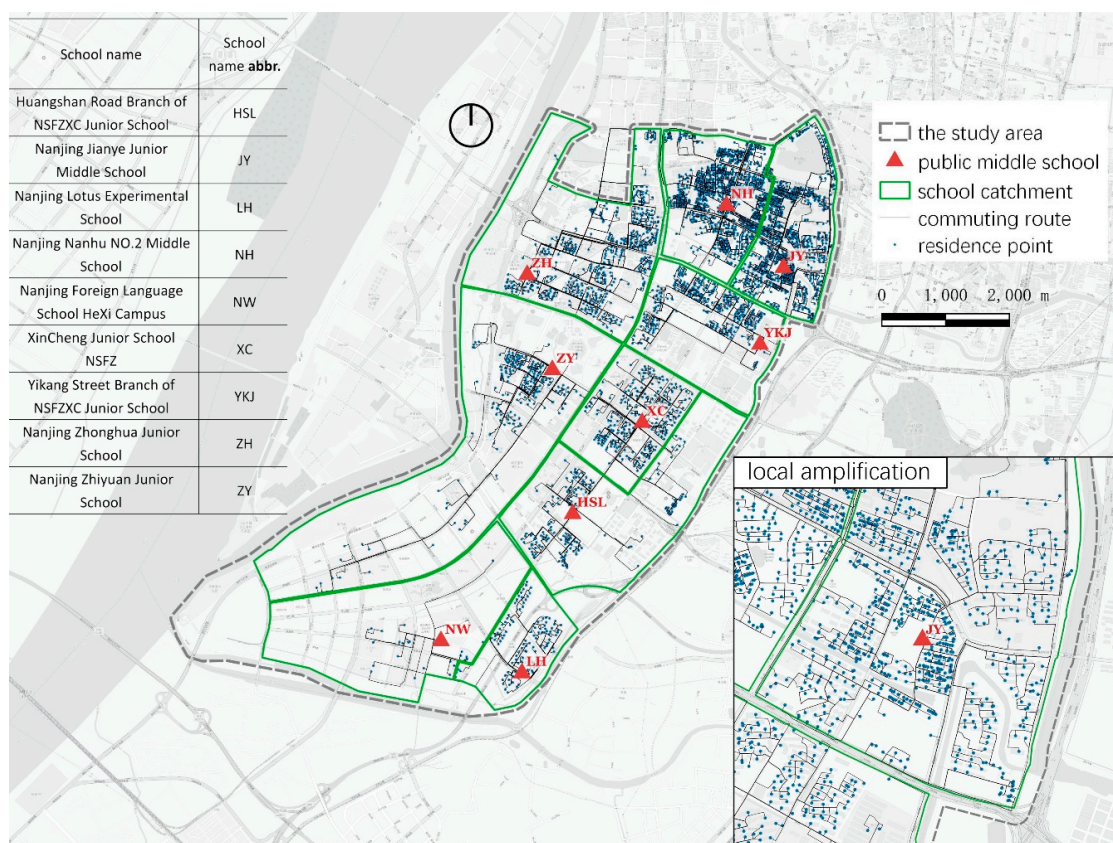 School name
School
name abbr.
Huangshan Road Branch of
NSFZXC Junior School
HSL
Nanjing Jianye Junior
Middle School
JY
Nanjing Lotus Experimental
School
LH
Nanjing Nanhu NO.2 Middle
School
NH
Nanjing Foreign Language
School HeXi Campus
NW
XinCheng Junior School
NSFZ
XC
Yikang Street Branch of
NSFZXC Junior School
YKJ
Nanjing Zhonghua Junior
School
ZH
Nanjing Zhiyuan Junior
School
ZY
the study area
public middle school
school catchment
commuting route
residence point
0 1,000 2,000 m
NH
JY
ZH
YKJ
ZY
XC
HSL
NW
LH
local amplification
JY